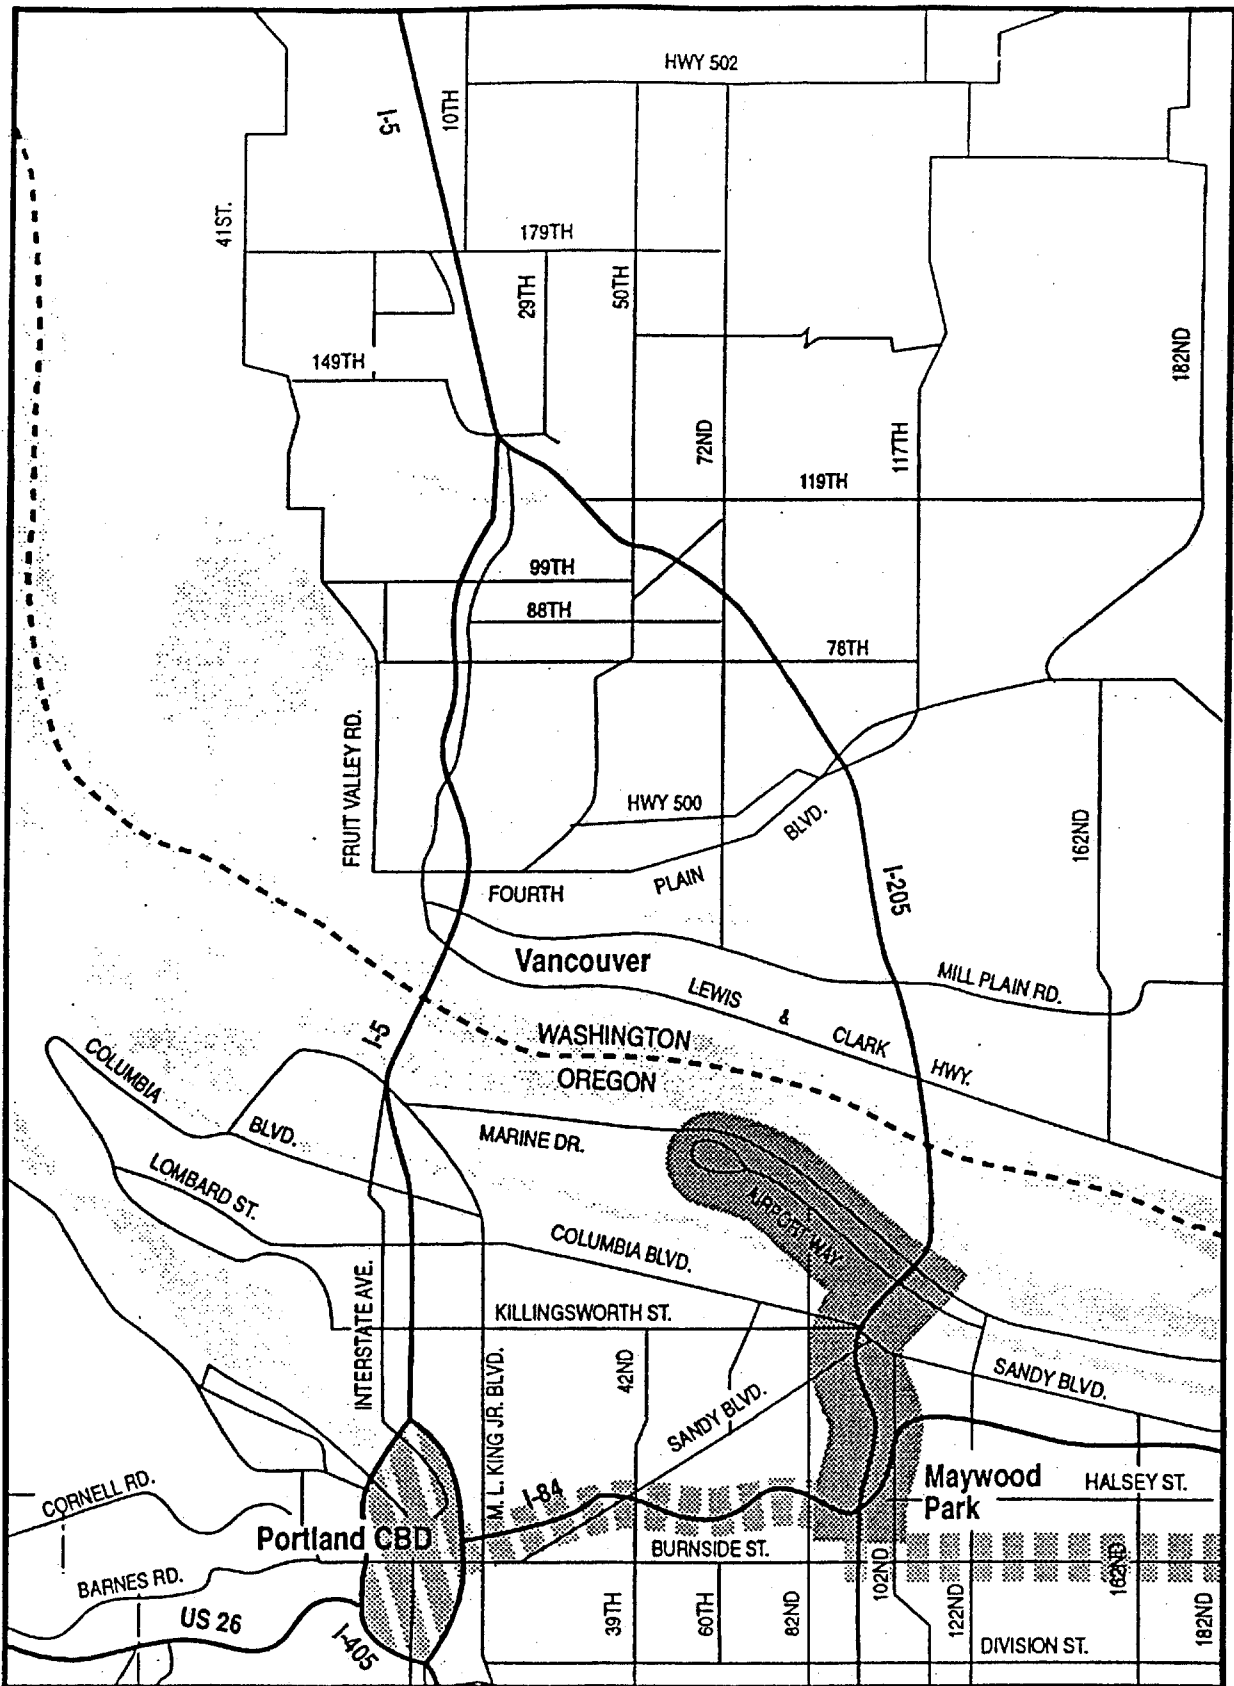 HWY 502
I-5
10TH
41ST.
179TH
29TH
50TH
149TH
182ND
72ND
117TH
119TH
99TH
88TH
78TH
FRUIT VALLEY RD.
HWY 500
BLVD.
162ND
PLAIN
FOURTH
I-205
Vancouver
MILL PLAIN RD.
LEWIS & CLARK HWY.
I-5
WASHINGTON
OREGON
COLUMBIA
BLVD.
MARINE DR.
LOMBARD ST.
AIRPORT WAY
COLUMBIA BLVD.
INTERSTATE AVE.
KILLINGSWORTH ST.
M. L. KING JR. BLVD.
42ND
SANDY BLVD.
SANDY BLVD.
CORNELL RD.
I-84
Maywood
Park
HALSEY ST.
Portland CBD
BURNSIDE ST.
BARNES RD.
US 26
I-405
39TH
60TH
82ND
102ND
122ND
162ND
182ND
DIVISION ST.